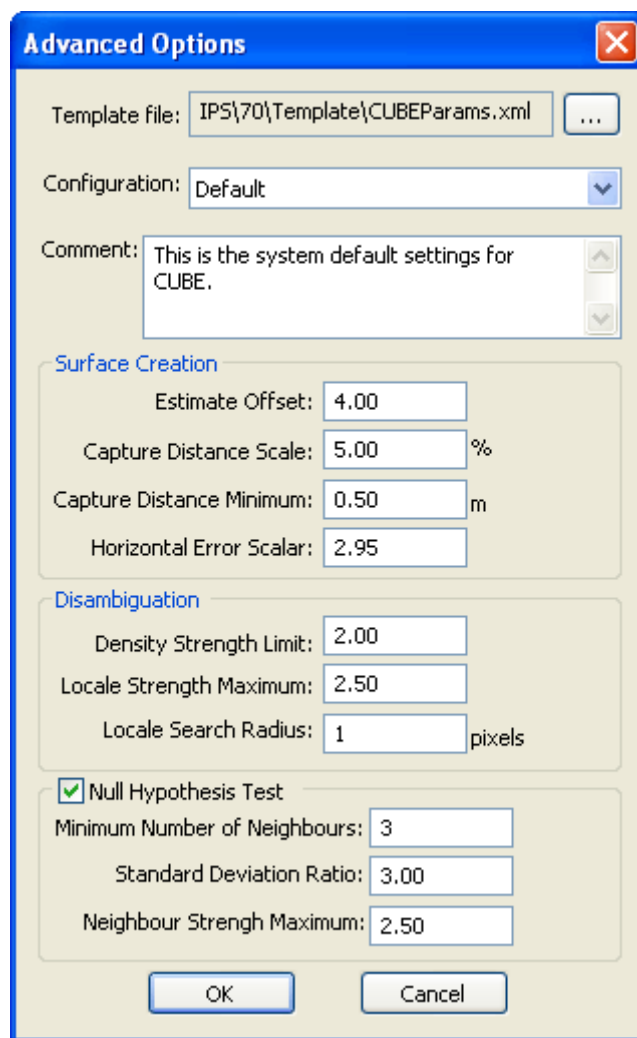 Advanced Options
Template file: IPS\70\Template\CUBEParams.xml ...
Configuration: Default
Comment: This is the system default settings for
CUBE.
Surface Creation
Estimate Offset: 4.00
Capture Distance Scale: 5.00 %
Capture Distance Minimum: 0.50 m
Horizontal Error Scalar: 2.95
Disambiguation
Density Strength Limit: 2.00
Locale Strength Maximum: 2.50
Locale Search Radius: 1 pixels
Null Hypothesis Test
Minimum Number of Neighbours: 3
Standard Deviation Ratio: 3.00
Neighbour Strengh Maximum: 2.50
OK Cancel